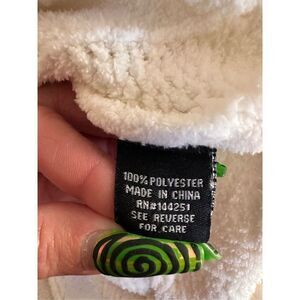 100% POLYESTER
MADE IN CHINA
RN#144251
SEE REVERSE
FOR CARE